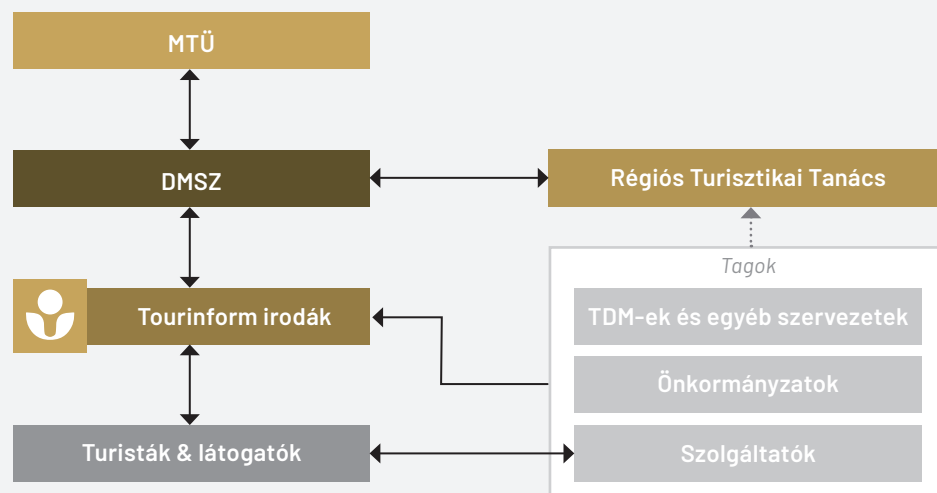 MTÜ
DMSZ
Régiós Turisztikai Tanács
Tagok
Tourinform irodák
TDM-ek és egyéb szervezetek
Önkormányzatok
Turisták & látogatók
Szolgáltatók